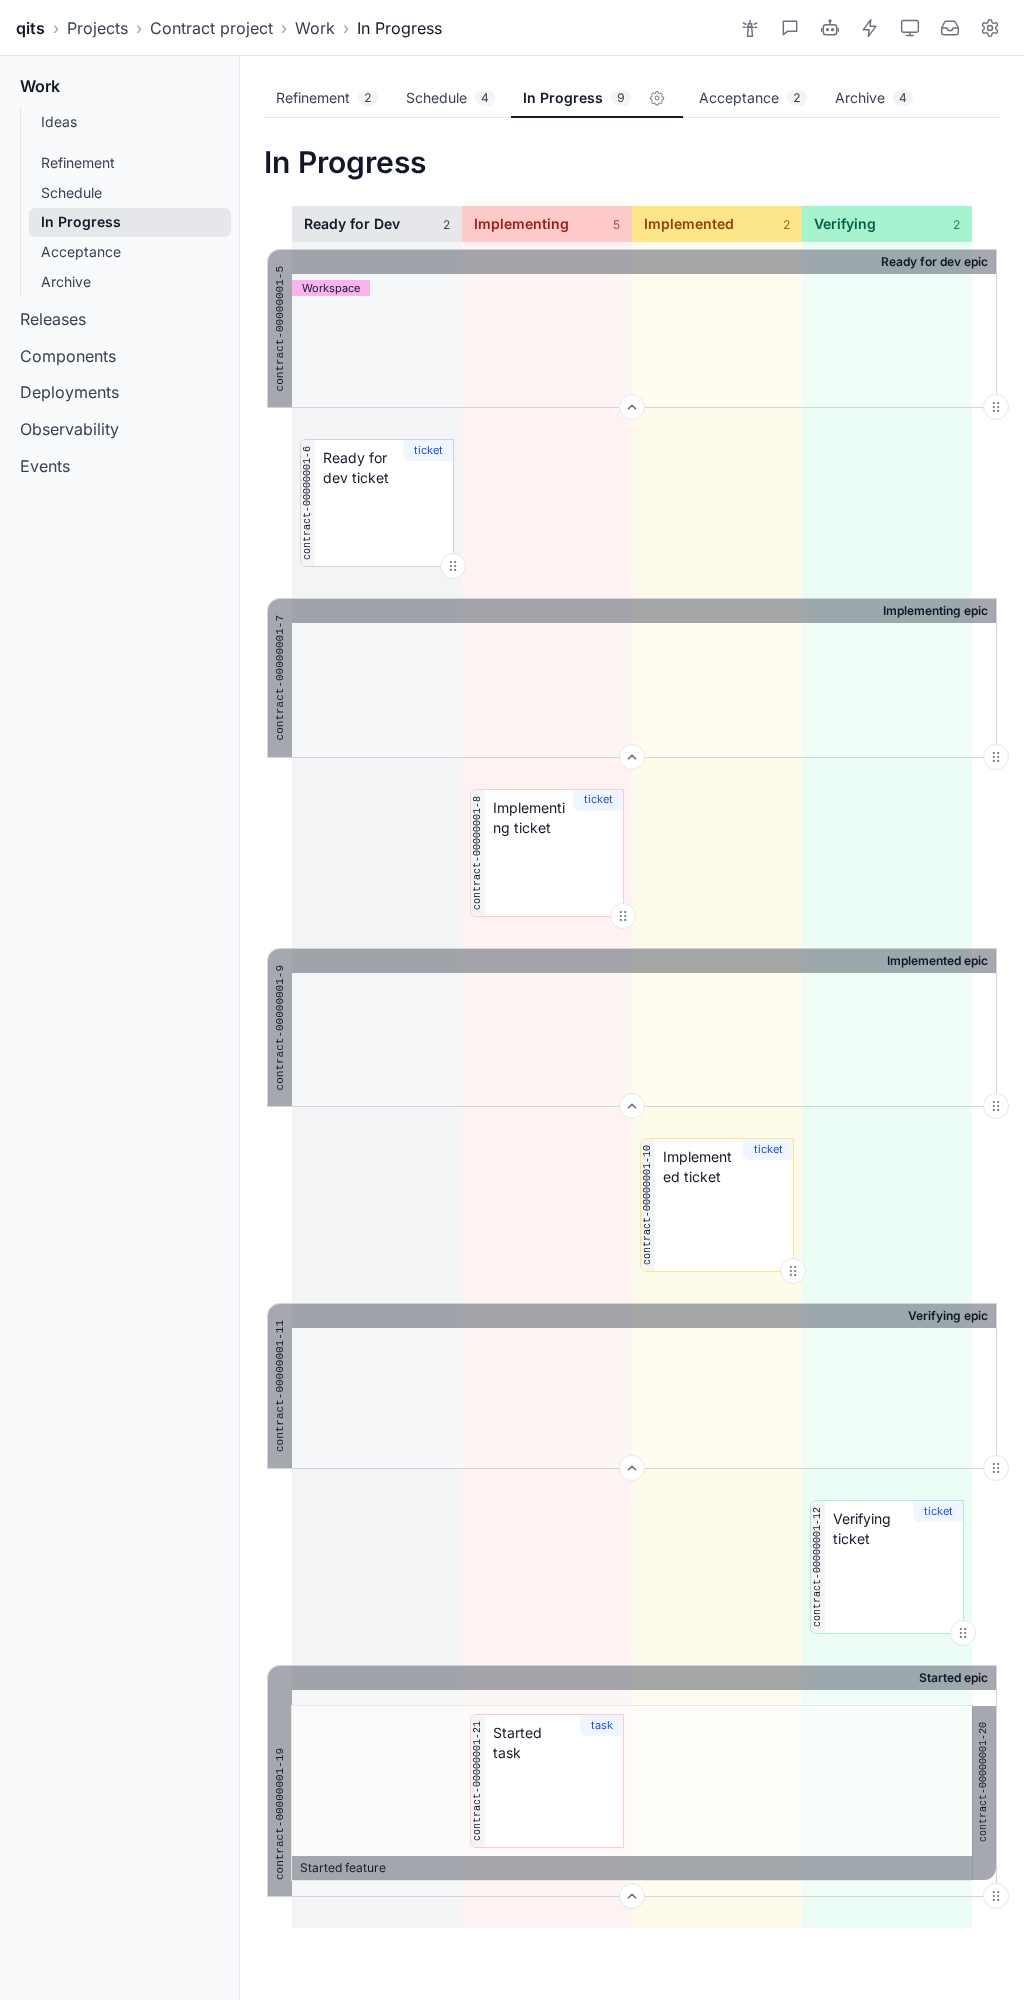 qits › Projects › Contract project › Work › In Progress
Work
Ideas
Refinement
Schedule
In Progress
Acceptance
Archive
Releases
Components
Deployments
Observability
Events
Refinement 2 Schedule 4 In Progress 9 Acceptance 2 Archive 4
In Progress
Ready for Dev 2 Implementing 5 Implemented 2 Verifying 2
Ready for dev epic
contract-00000001-5
Workspace
contract-00000001-6
Ready for
dev ticket
ticket
Implementing epic
contract-00000001-7
contract-00000001-8
Implementi
ng ticket
ticket
Implemented epic
contract-00000001-9
contract-00000001-10
Implement
ed ticket
ticket
Verifying epic
contract-00000001-11
contract-00000001-12
Verifying
ticket
ticket
Started epic
contract-00000001-19
contract-00000001-21
Started
task
task
contract-00000001-20
Started feature